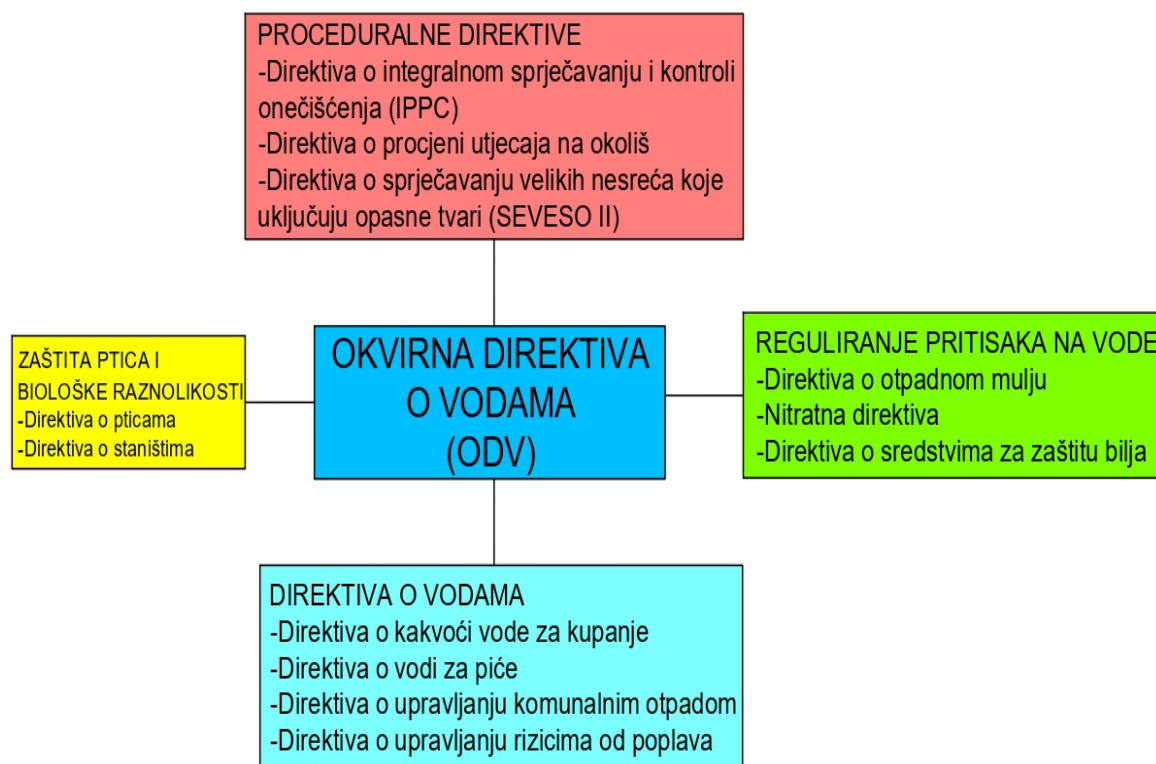 PROCEDURALNE DIREKTIVE
-Direktiva o integralnom sprječavanju i kontroli
onečišćenja (IPPC)
-Direktiva o procjeni utjecaja na okoliš
-Direktiva o sprječavanju velikih nesreća koje
uključuju opasne tvari (SEVESO II)
ZAŠTITA PTICA I
BIOLOŠKE RAZNOLIKOSTI
-Direktiva o pticama
-Direktiva o staništima
OKVIRNA DIREKTIVA
O VODAMA
(ODV)
REGULIRANJE PRITISAKA NA VODE
-Direktiva o otpadnom mulju
-Nitratna direktiva
-Direktiva o sredstvima za zaštitu bilja
DIREKTIVA O VODAMA
-Direktiva o kakvoći vode za kupanje
-Direktiva o vodi za piće
-Direktiva o upravljanju komunalnim otpadom
-Direktiva o upravljanju rizicima od poplava